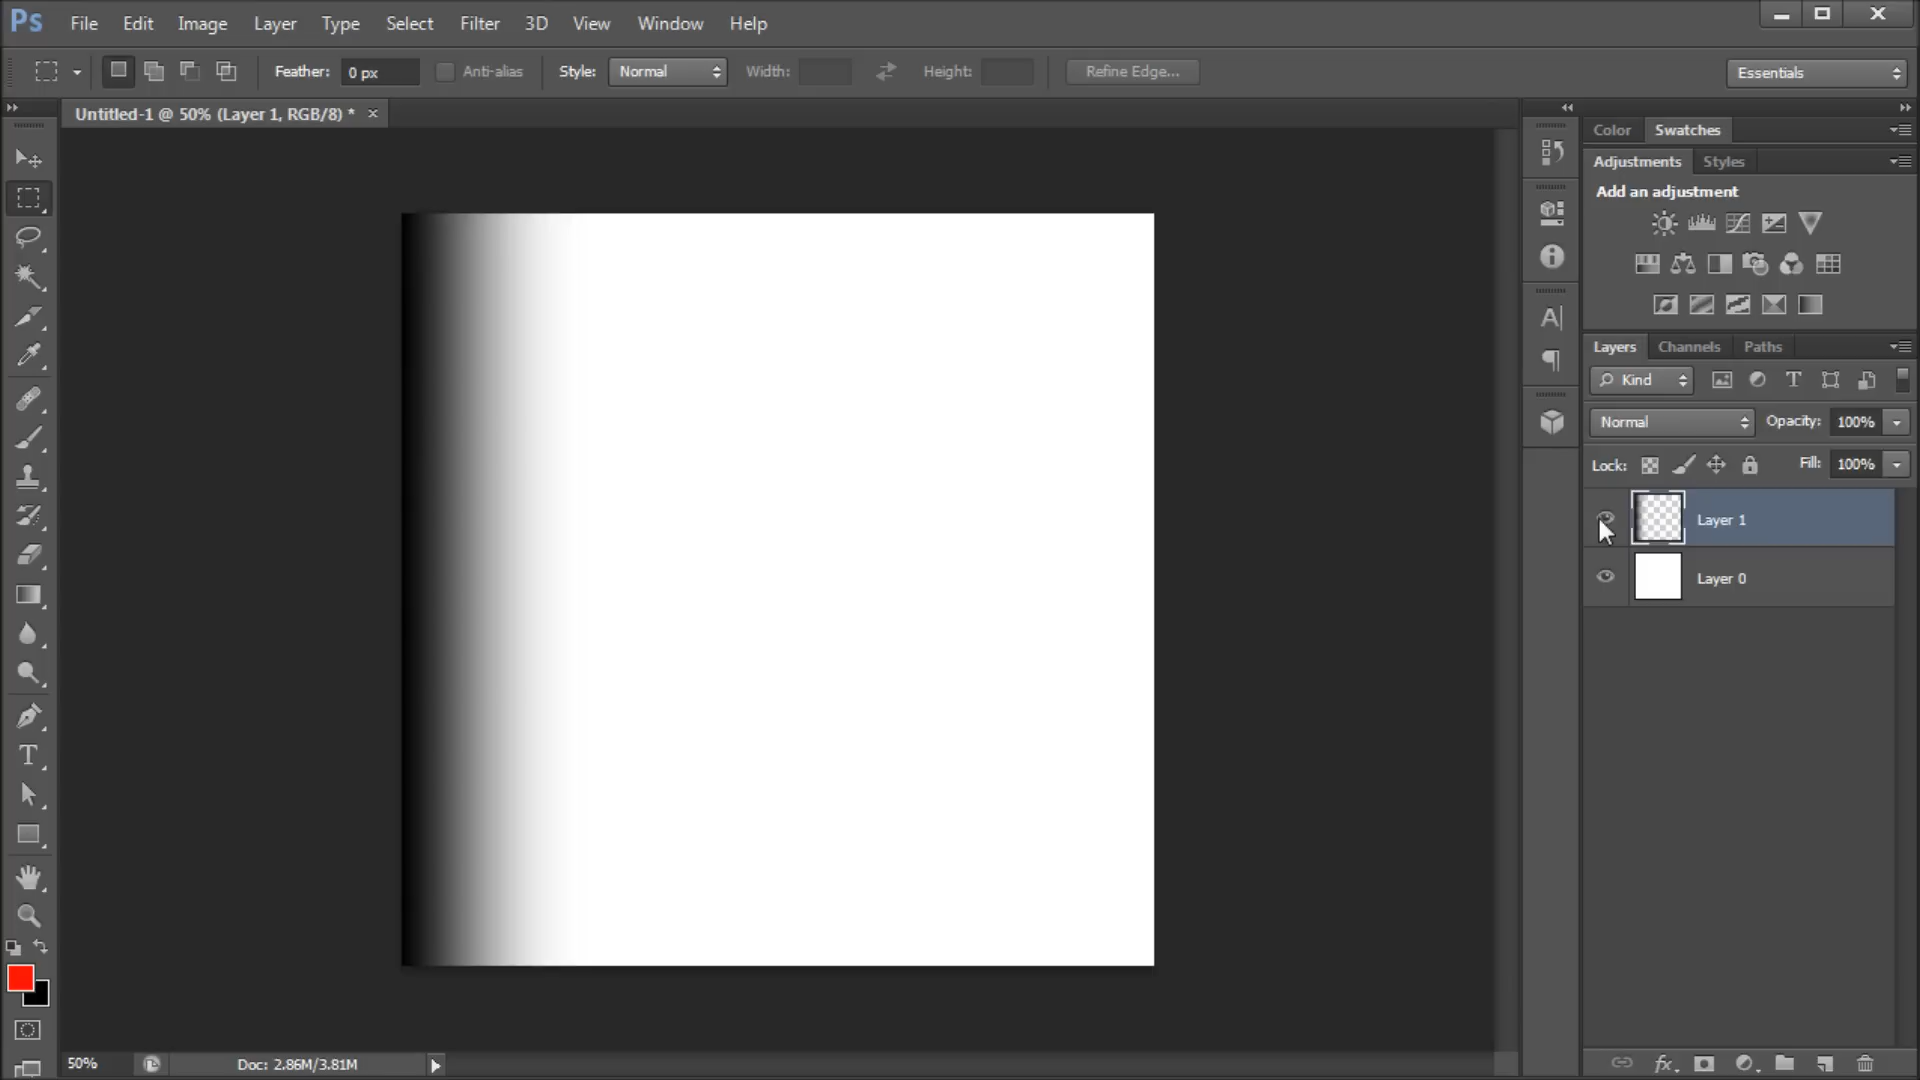 Ps File Edit Image Layer Type Select Filter 3D View Window Help
Feather: 0 px Anti-alias Style: Normal Width: Height: Refine Edge... Essentials
Untitled-1 @ 50% (Layer 1, RGB/8) * ×
Color Swatches
Adjustments Styles
Add an adjustment
Layers Channels Paths
Kind
Normal Opacity: 100%
Lock: Fill: 100%
Layer 1
Layer 0
50% Doc: 2.86M/3.81M